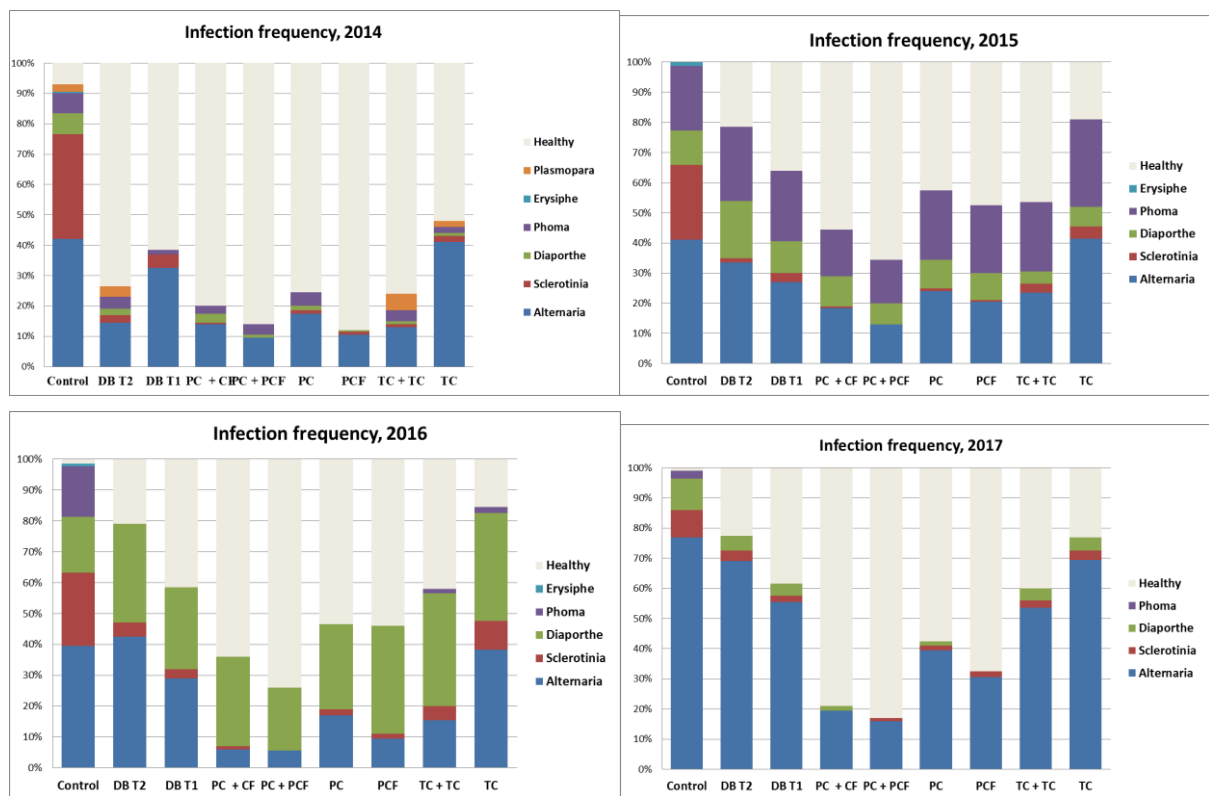 Infection frequency, 2014
100%
90%
80%
70%
60%
50%
40%
30%
20%
10%
0%
Control DB T2 DB T1 PC + CF PC + PCF PC PCF TC + TC TC
Healthy
Plasmopara
Erysiphe
Phoma
Diaporthe
Sclerotinia
Alternaria
Infection frequency, 2015
100%
90%
80%
70%
60%
50%
40%
30%
20%
10%
0%
Control DB T2 DB T1 PC + CF PC + PCF PC PCF TC + TC TC
Healthy
Erysiphe
Phoma
Diaporthe
Sclerotinia
Alternaria
Infection frequency, 2016
100%
90%
80%
70%
60%
50%
40%
30%
20%
10%
0%
Control DB T2 DB T1 PC + CF PC + PCF PC PCF TC + TC TC
Healthy
Erysiphe
Phoma
Diaporthe
Sclerotinia
Alternaria
Infection frequency, 2017
100%
90%
80%
70%
60%
50%
40%
30%
20%
10%
0%
Control DB T2 DB T1 PC + CF PC + PCF PC PCF TC + TC TC
Healthy
Phoma
Diaporthe
Sclerotinia
Alternaria